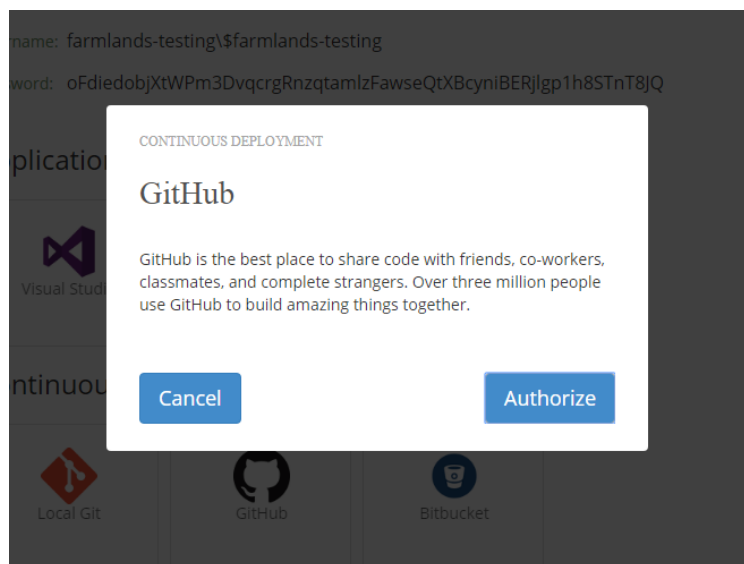 name: farmlands-testing\$farmlands-testing
word: oFdiedobjXtWPm3DvqcrgRnzqtamlzFawseQtXBcyniBERjlgp1h8STnT8JQ
CONTINUOUS DEPLOYMENT
plication
GitHub
GitHub is the best place to share code with friends, co-workers,
classmates, and complete strangers. Over three million people
use GitHub to build amazing things together.
Visual Studi
ntinuou
Cancel
Authorize
Local Git
GitHub
Bitbucket